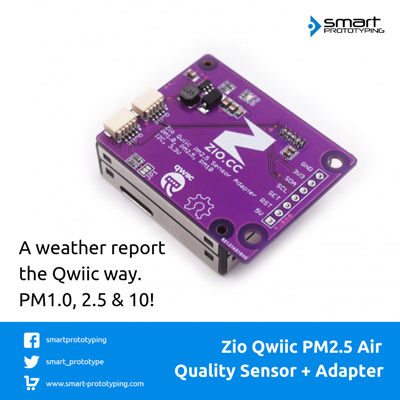 smart
PROTOTYPING
Zio Qwiic PM2.5 Sensor Adapter
PM1.0, PM2.5, PM10
I2C, 3.3V
zio.cc
qwiic
GND
3V3
SDA
SCL
SET
RST
5V
A weather report
the Qwiic way.
PM1.0, 2.5 & 10!
smartprototyping
smart_prototype
www.smart-prototyping.com
Zio Qwiic PM2.5 Air
Quality Sensor + Adapter